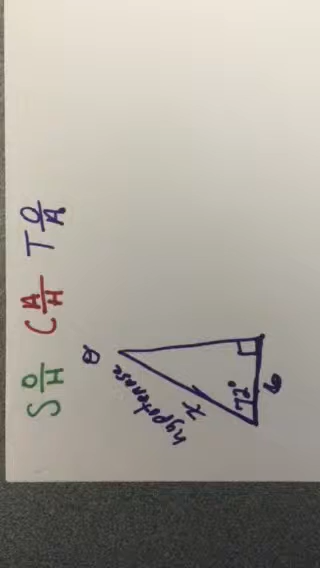 S O/H C A/H T O/A
θ
hypotenuse
x
72°
6